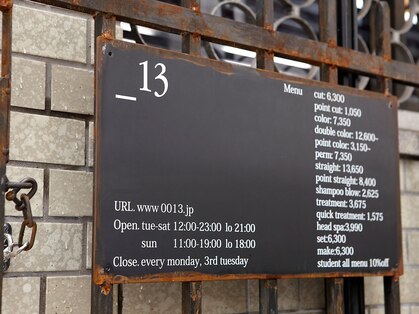 _13
Menu
cut: 6,300
point cut: 1,050
color: 7,350
double color: 12,600~
point color: 3,150~
perm: 7,350
straight: 13,650
point straight: 8,400
shampoo blow: 2,625
treatment: 3,675
quick treatment: 1,575
head spa:3,990
set:6,300
make:6,300
student all menu 10%off
URL. www 0013.jp
Open. tue-sat 12:00-23:00 lo 21:00
sun 11:00-19:00 lo 18:00
Close. every monday, 3rd tuesday